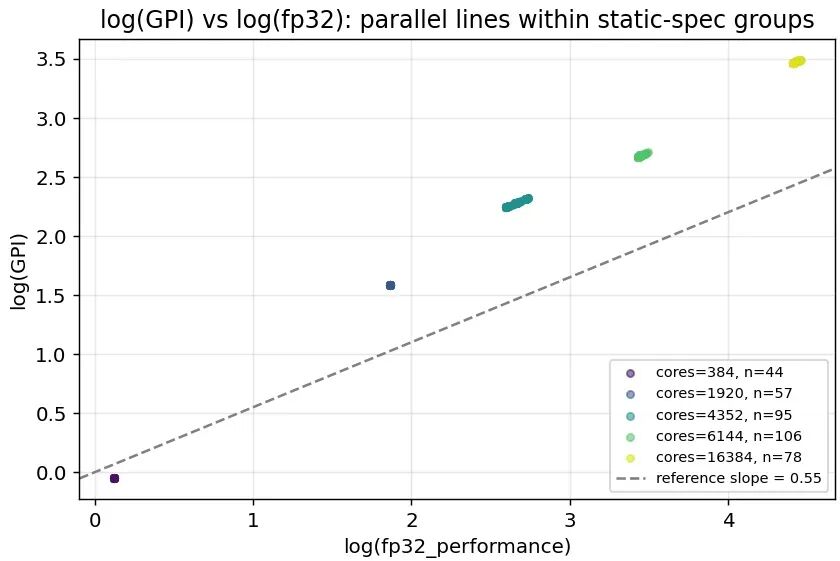 log(GPI) vs log(fp32): parallel lines within static-spec groups
3.5
3.0
2.5
2.0
1.5
1.0
0.5
0.0
log(GPI)
cores=384, n=44
cores=1920, n=57
cores=4352, n=95
cores=6144, n=106
cores=16384, n=78
reference slope = 0.55
0 1 2 3 4
log(fp32_performance)